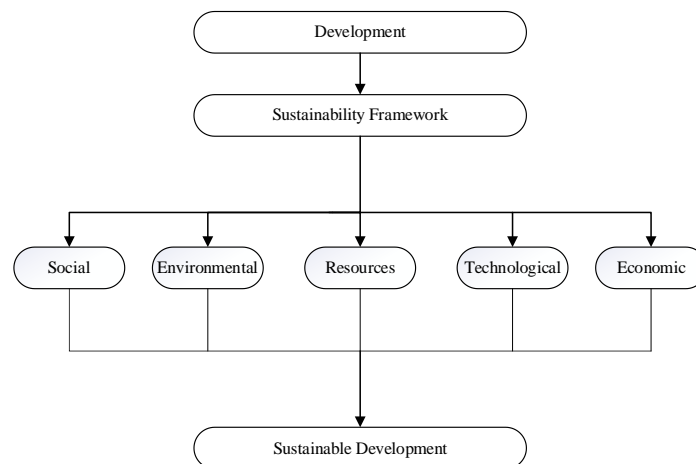 Development
Sustainability Framework
Social
Environmental
Resources
Technological
Economic
Sustainable Development